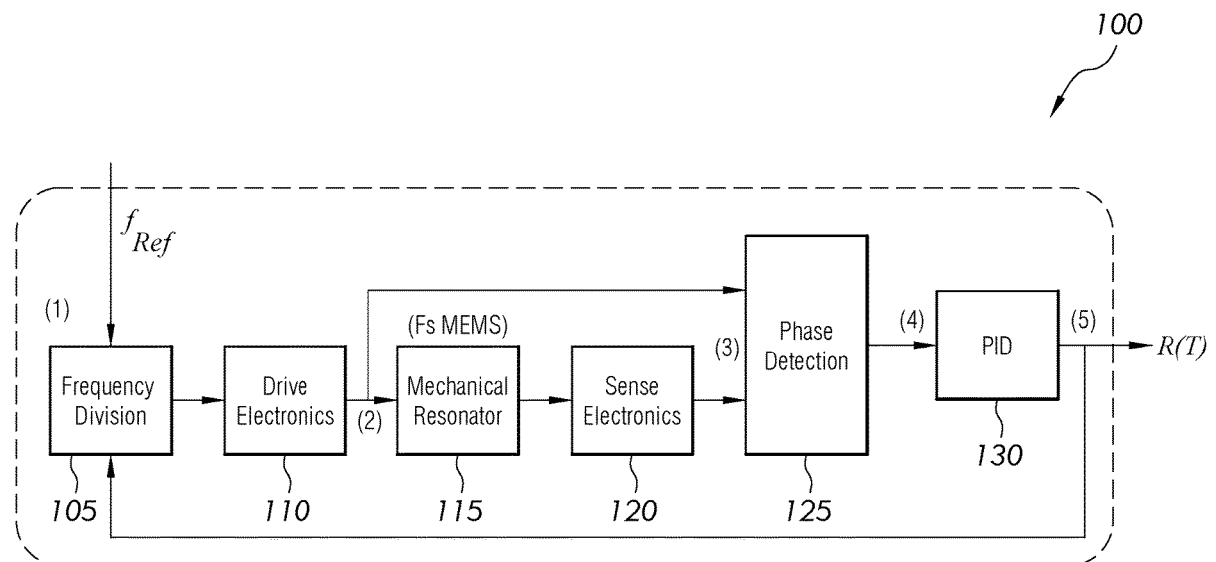 100
f Ref
(1)
(Fs MEMS)
(3)
(4)
(5)
R(T)
Frequency
Division
Drive
Electronics
(2)
Mechanical
Resonator
Sense
Electronics
Phase
Detection
PID
105
110
115
120
125
130